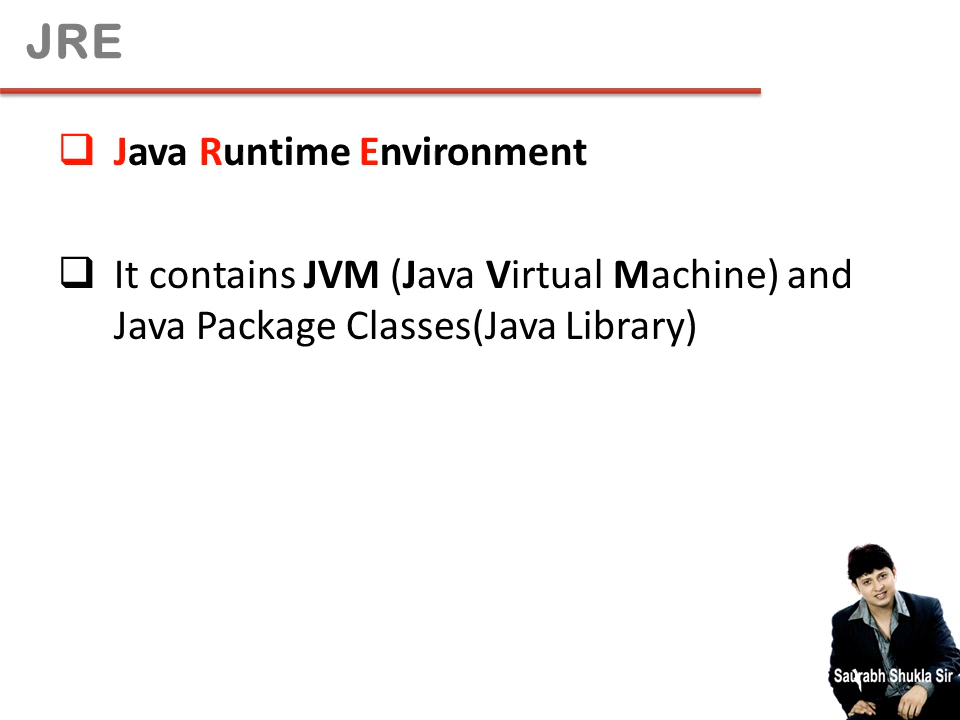 JRE
Java Runtime Environment
It contains JVM (Java Virtual Machine) and
Java Package Classes(Java Library)
Saurabh Shukla Sir